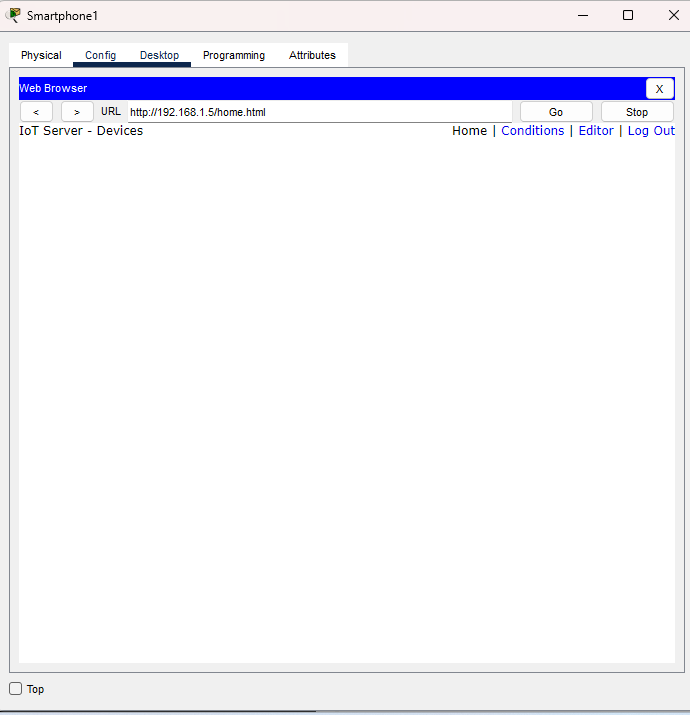 Smartphone1
Physical Config Desktop Programming Attributes
Web Browser X
< > URL http://192.168.1.5/home.html Go Stop
IoT Server - Devices Home | Conditions | Editor | Log Out
Top